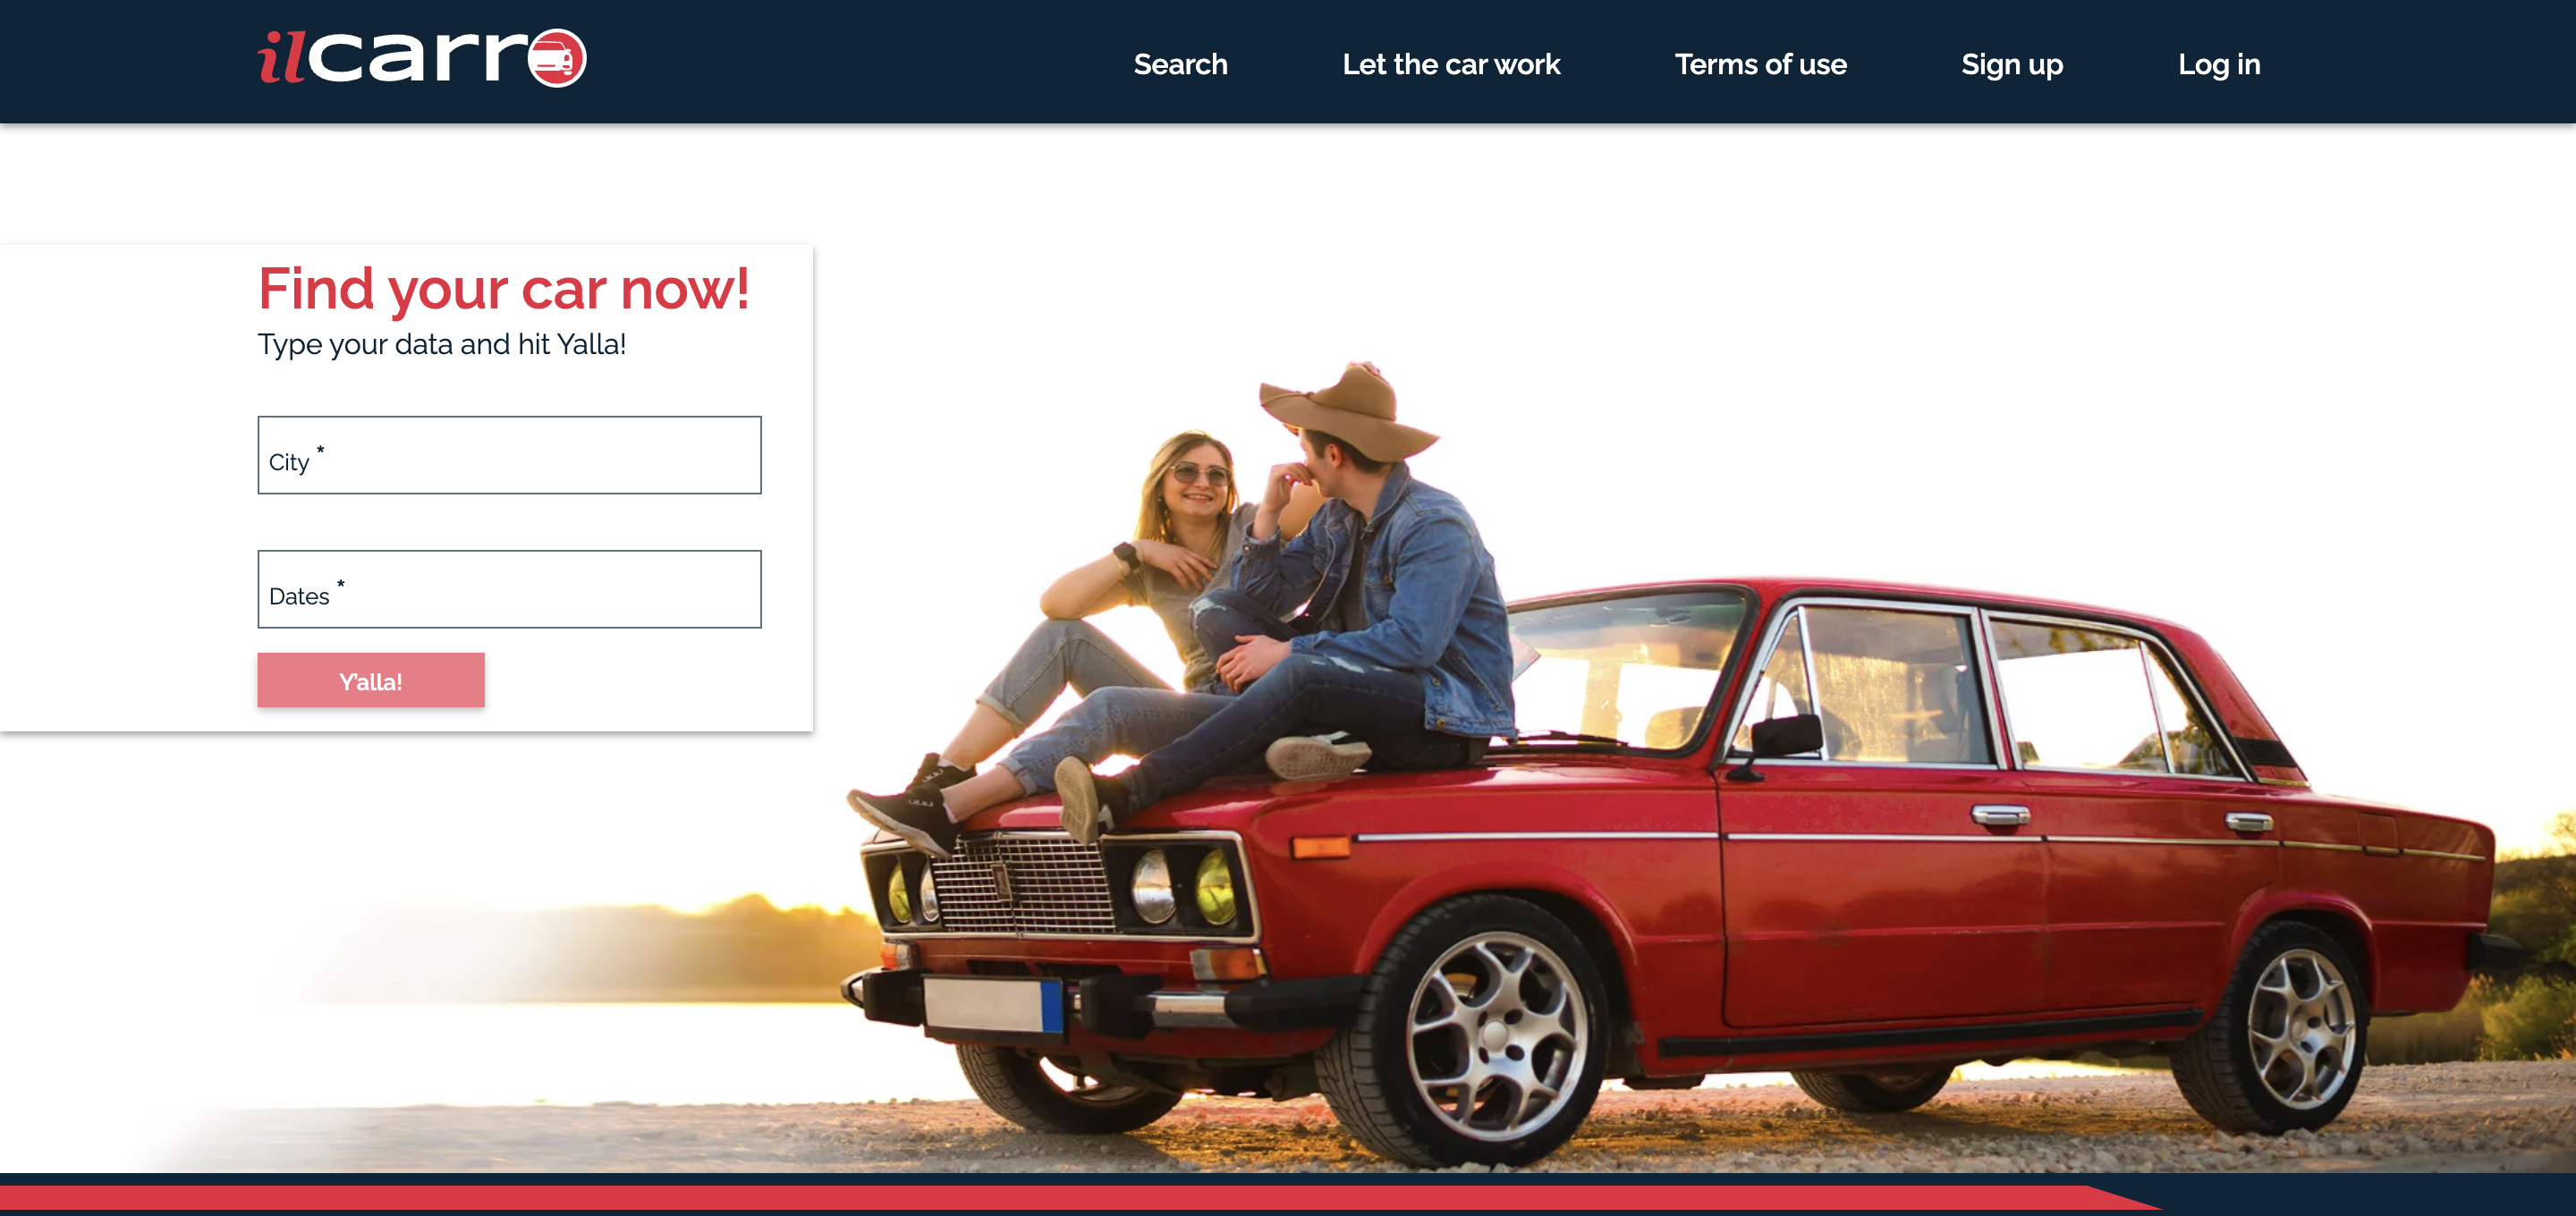 ilcarro
Search
Let the car work
Terms of use
Sign up
Log in
Find your car now!
Type your data and hit Yalla!
City *
Dates *
Y’alla!